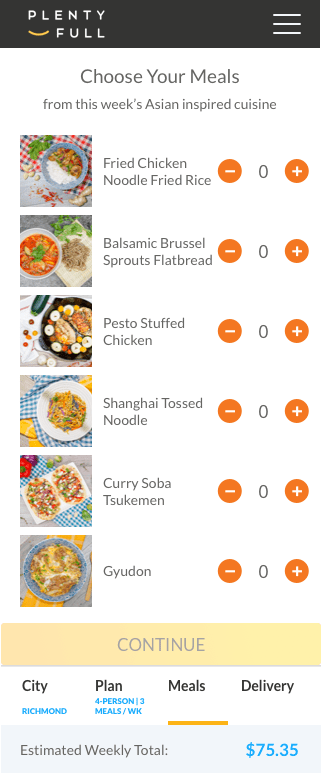 PLENTY
FULL
Choose Your Meals
from this week's Asian inspired cuisine
Fried Chicken
Noodle Fried Rice
0
Balsamic Brussel
Sprouts Flatbread
0
Pesto Stuffed
Chicken
0
Shanghai Tossed
Noodle
0
Curry Soba
Tsukemen
0
Gyudon
0
CONTINUE
City Plan Meals Delivery
RICHMOND 4-PERSON | 3
MEALS / WK
Estimated Weekly Total: $75.35